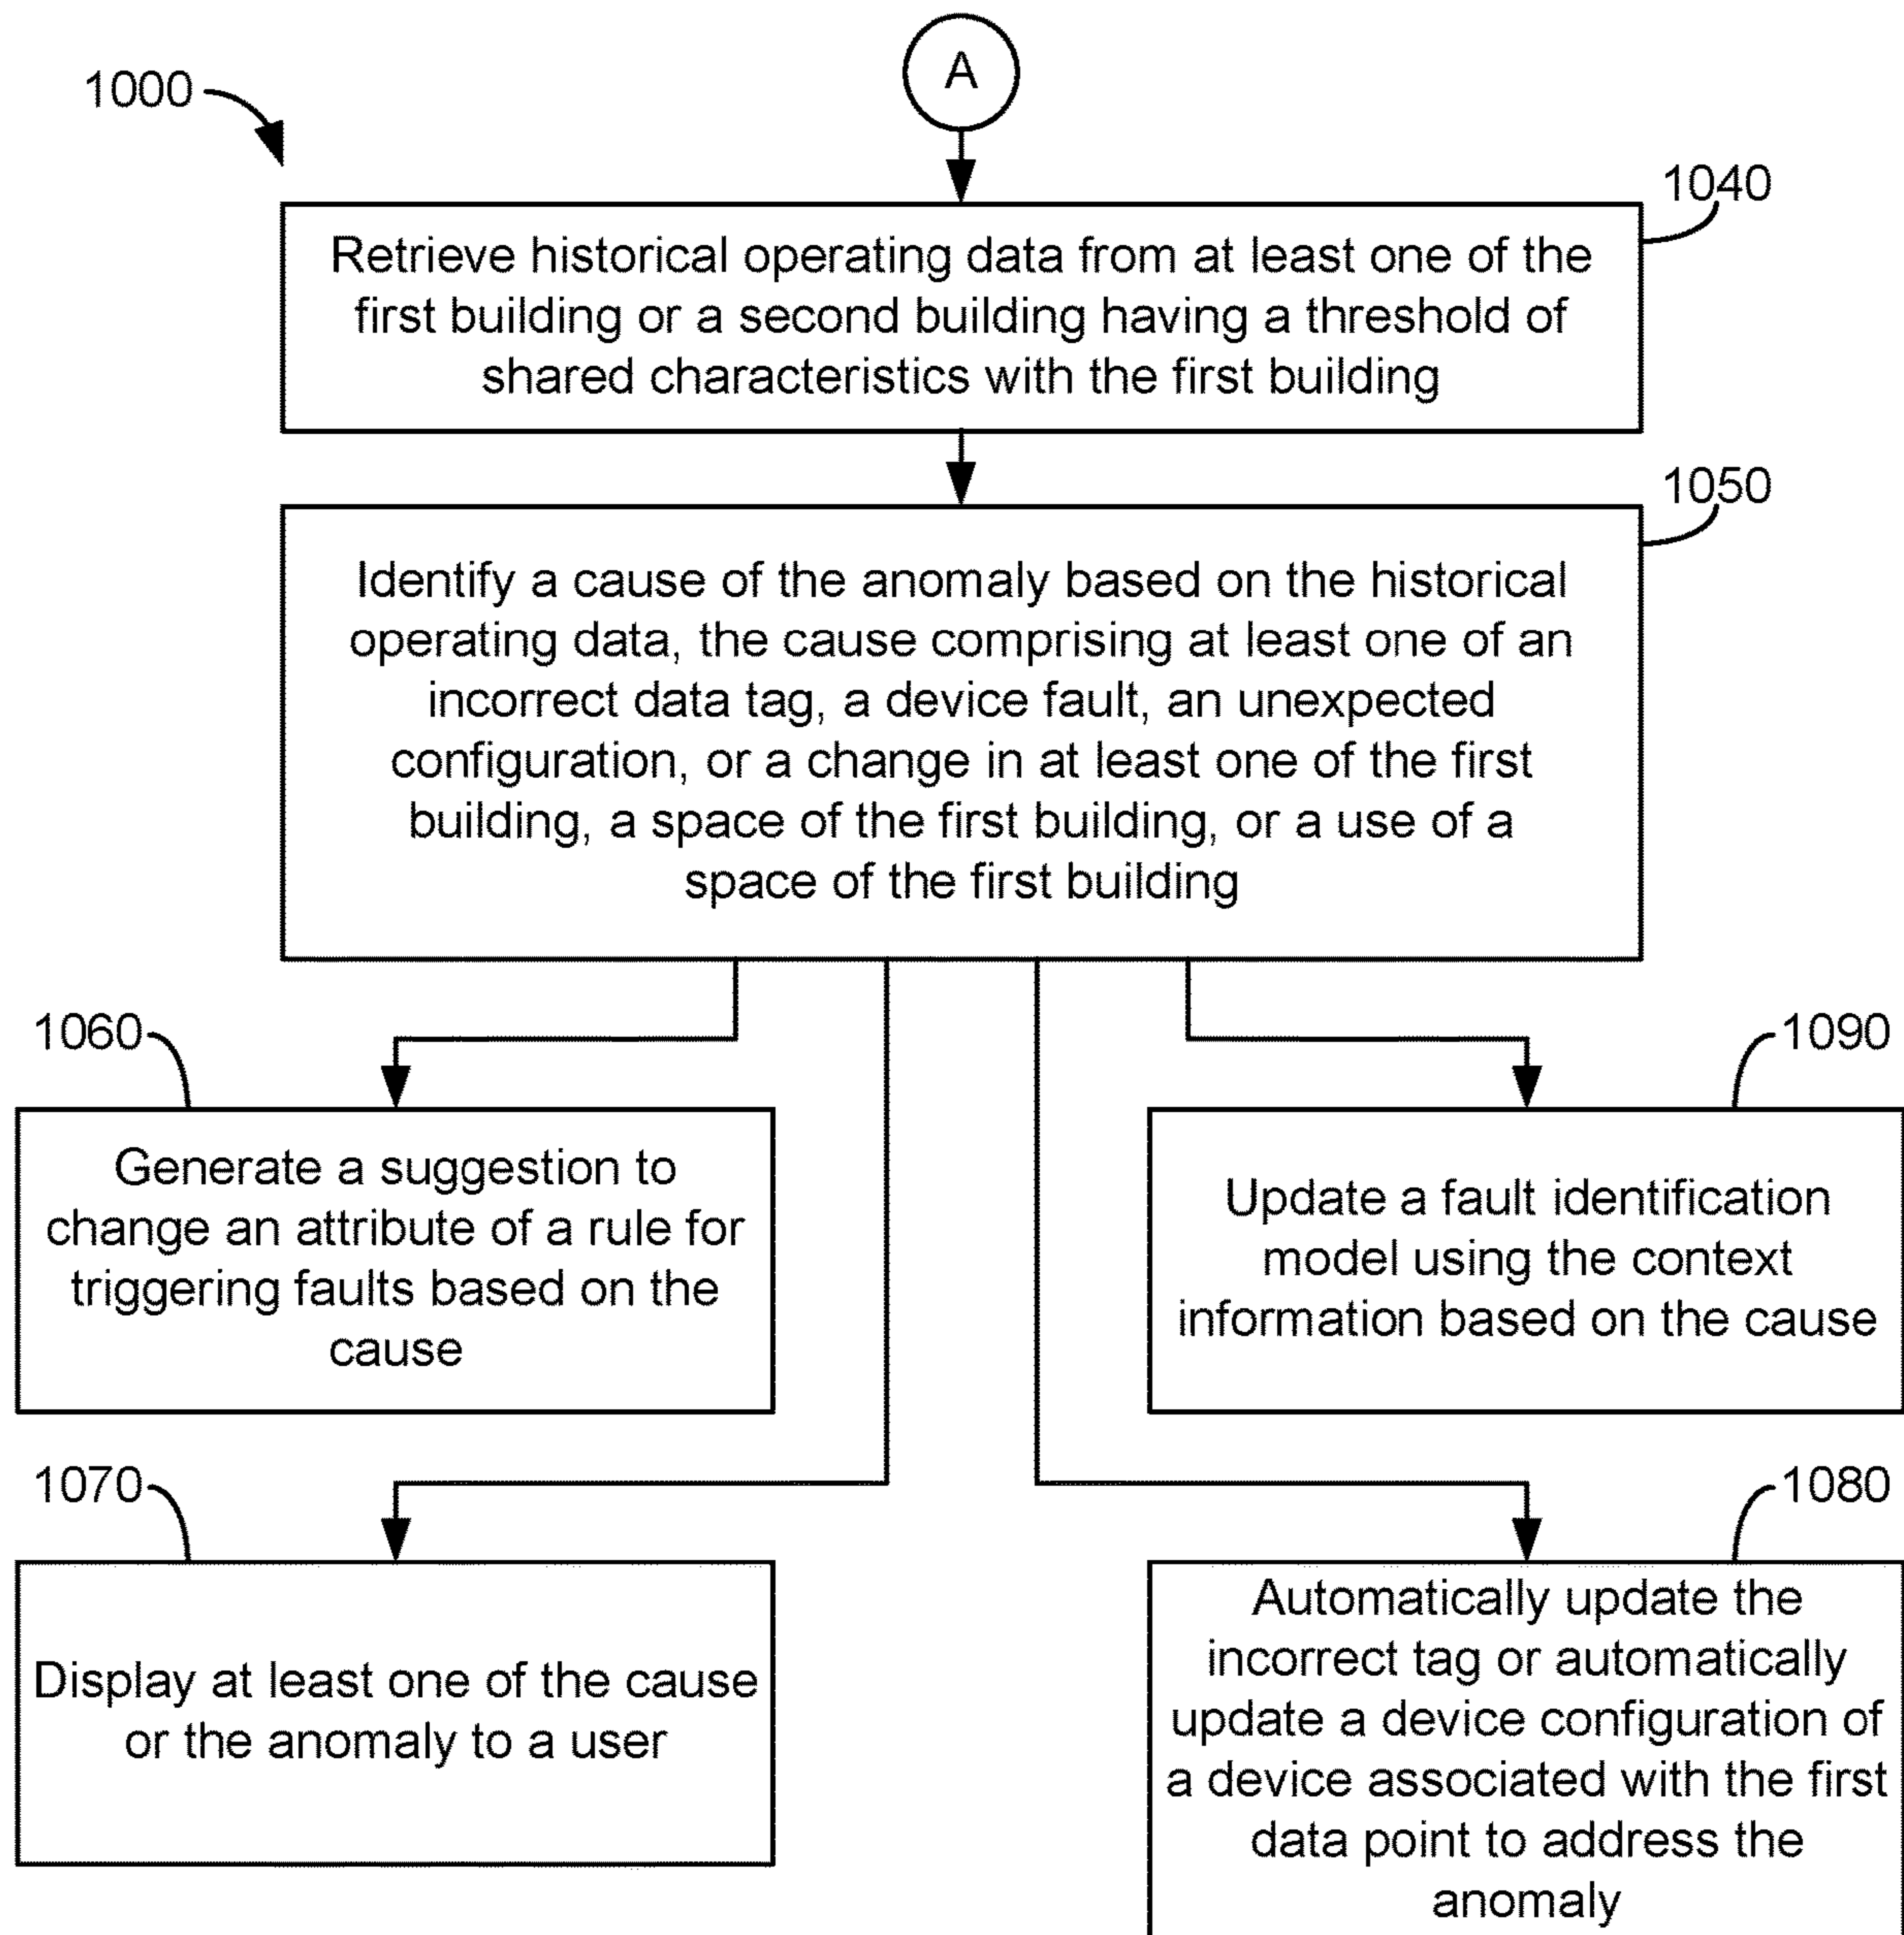 A
1000
1040
Retrieve historical operating data from at least one of the
first building or a second building having a threshold of
shared characteristics with the first building
1050
Identify a cause of the anomaly based on the historical
operating data, the cause comprising at least one of an
incorrect data tag, a device fault, an unexpected
configuration, or a change in at least one of the first
building, a space of the first building, or a use of a
space of the first building
1060
Generate a suggestion to
change an attribute of a rule for
triggering faults based on the
cause
1090
Update a fault identification
model using the context
information based on the cause
1070
Display at least one of the cause
or the anomaly to a user
1080
Automatically update the
incorrect tag or automatically
update a device configuration of
a device associated with the first
data point to address the
anomaly